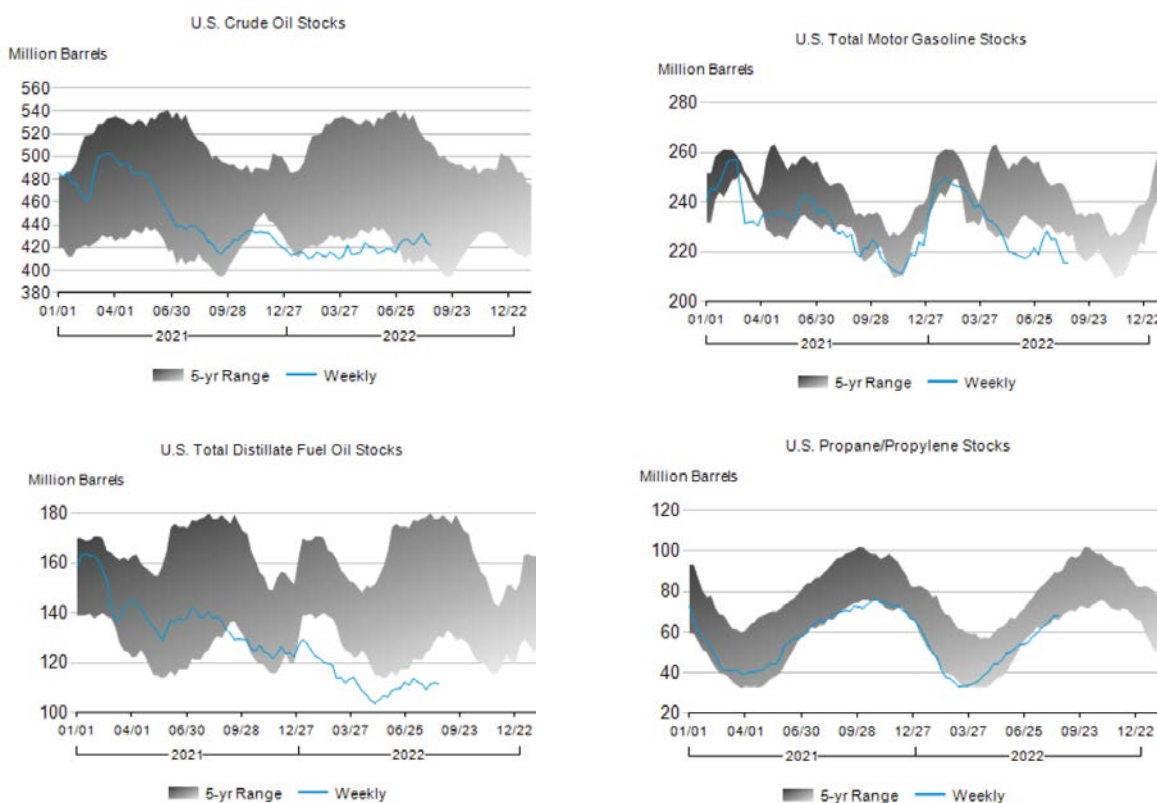 U.S. Crude Oil Stocks
Million Barrels
560
540
520
500
480
460
440
420
400
380
01/01 04/01 06/30 09/28 12/27 03/27 06/25 09/23 12/22
2021 2022
5-yr Range Weekly
U.S. Total Motor Gasoline Stocks
Million Barrels
280
260
240
220
200
01/01 04/01 06/30 09/28 12/27 03/27 06/25 09/23 12/22
2021 2022
5-yr Range Weekly
U.S. Total Distillate Fuel Oil Stocks
Million Barrels
180
160
140
120
100
01/01 04/01 06/30 09/28 12/27 03/27 06/25 09/23 12/22
2021 2022
5-yr Range Weekly
U.S. Propane/Propylene Stocks
Million Barrels
120
100
80
60
40
20
01/01 04/01 06/30 09/28 12/27 03/27 06/25 09/23 12/22
2021 2022
5-yr Range Weekly